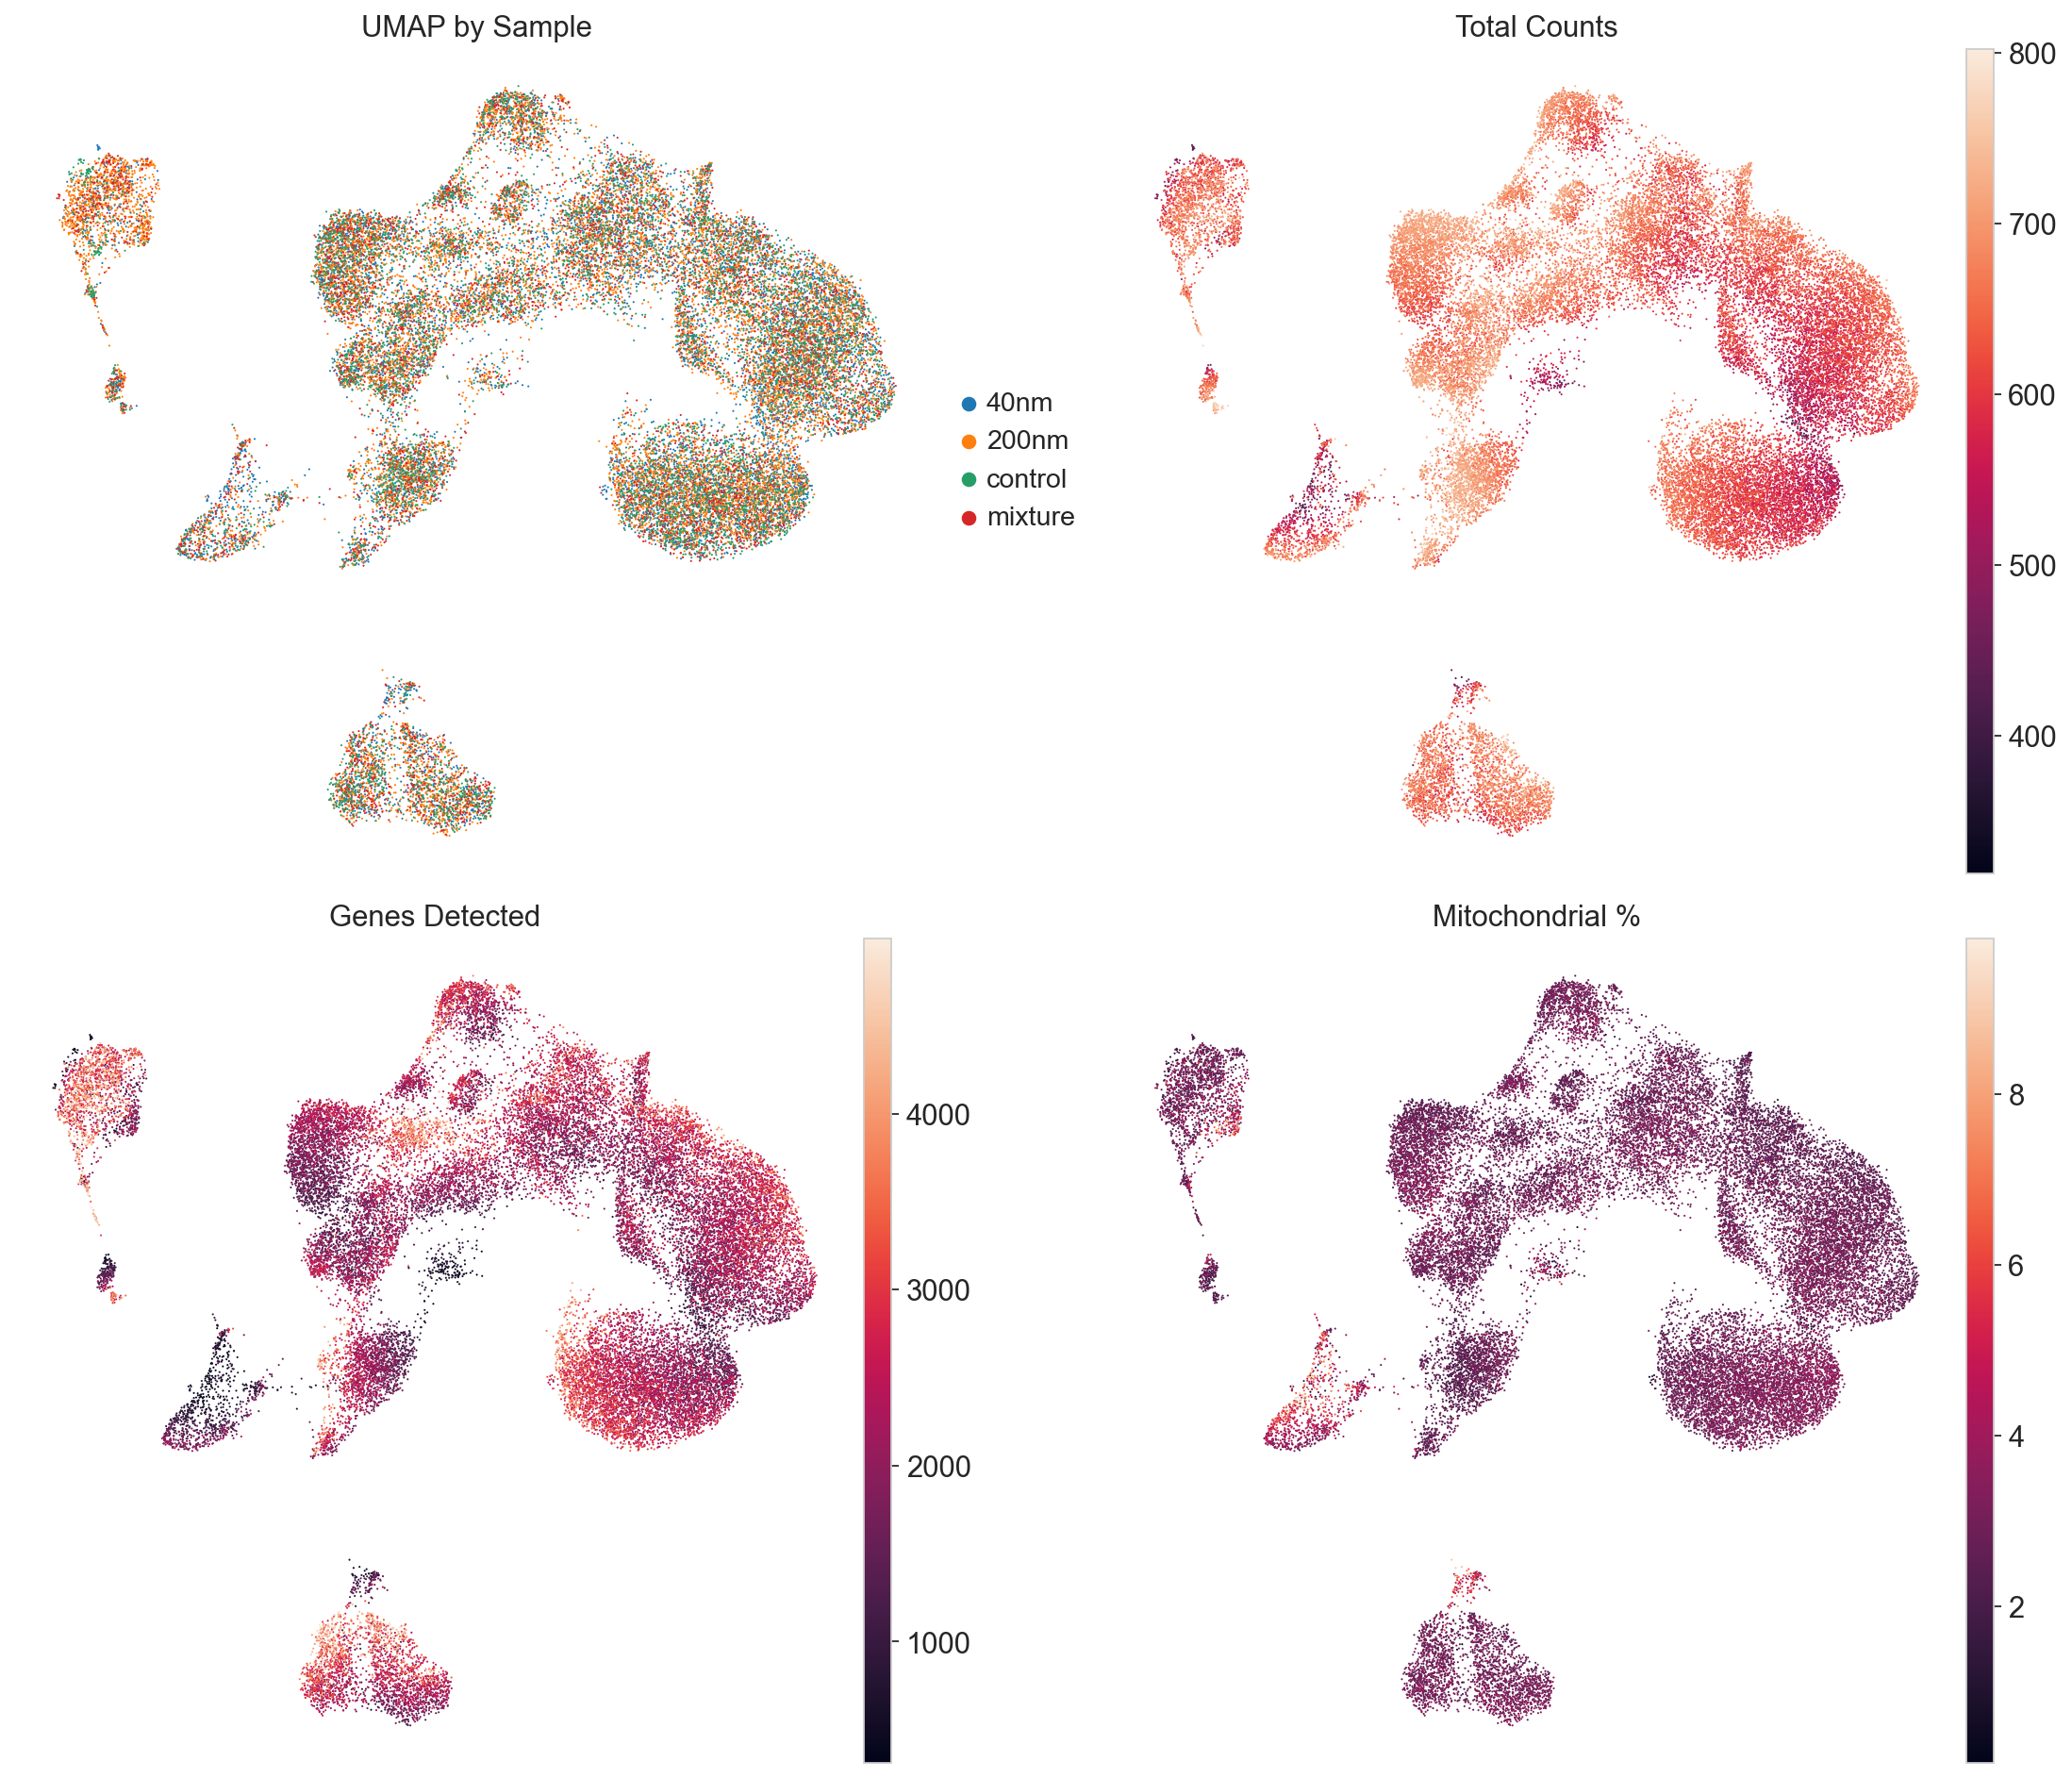 UMAP by Sample
40nm
200nm
control
mixture
Total Counts
800
700
600
500
400
Genes Detected
4000
3000
2000
1000
Mitochondrial %
8
6
4
2